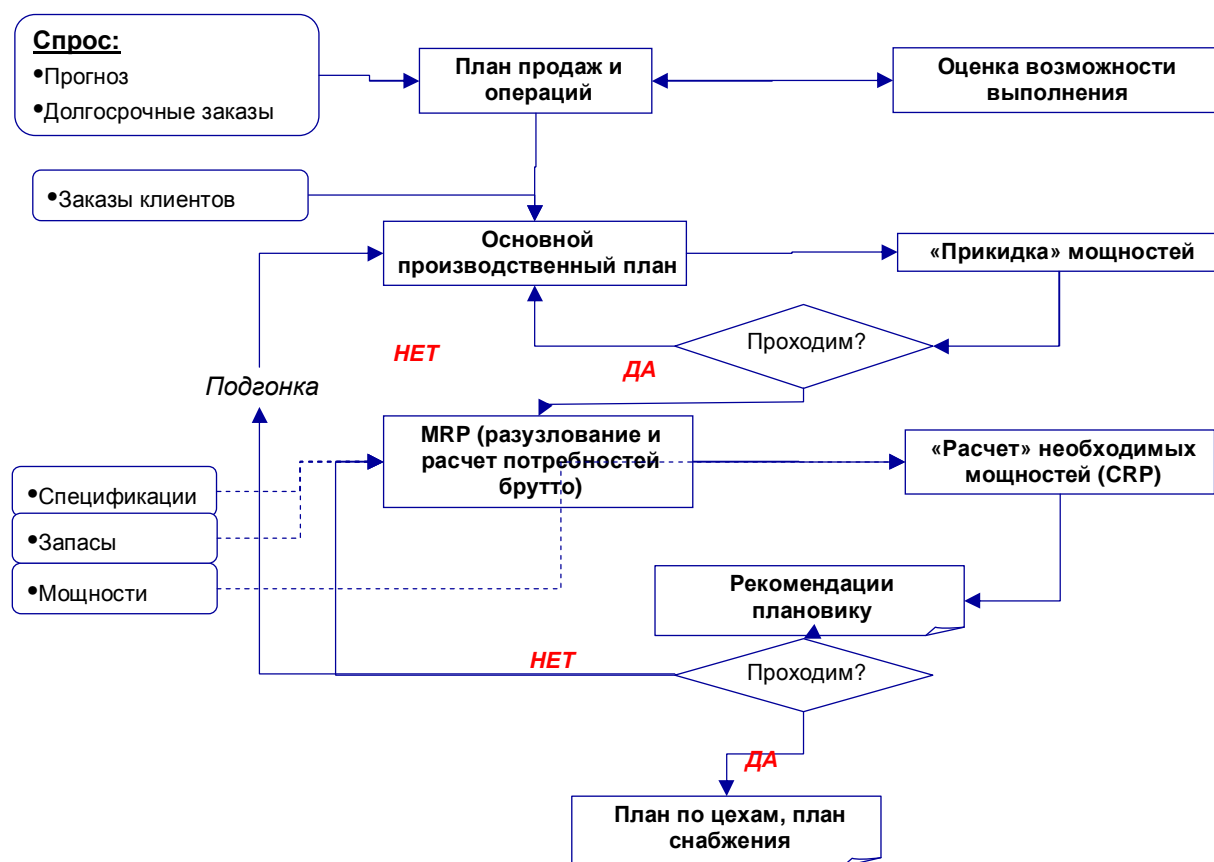 Спрос:
•Прогноз
•Долгосрочные заказы
План продаж и
операций
Оценка возможности
выполнения
•Заказы клиентов
Основной
производственный план
«Прикидка» мощностей
Проходим?
НЕТ
ДА
Подгонка
MRP (разузлование и
расчет потребностей
брутто)
«Расчет» необходимых
мощностей (CRP)
•Спецификации
•Запасы
•Мощности
Рекомендации
плановику
НЕТ
Проходим?
ДА
План по цехам, план
снабжения